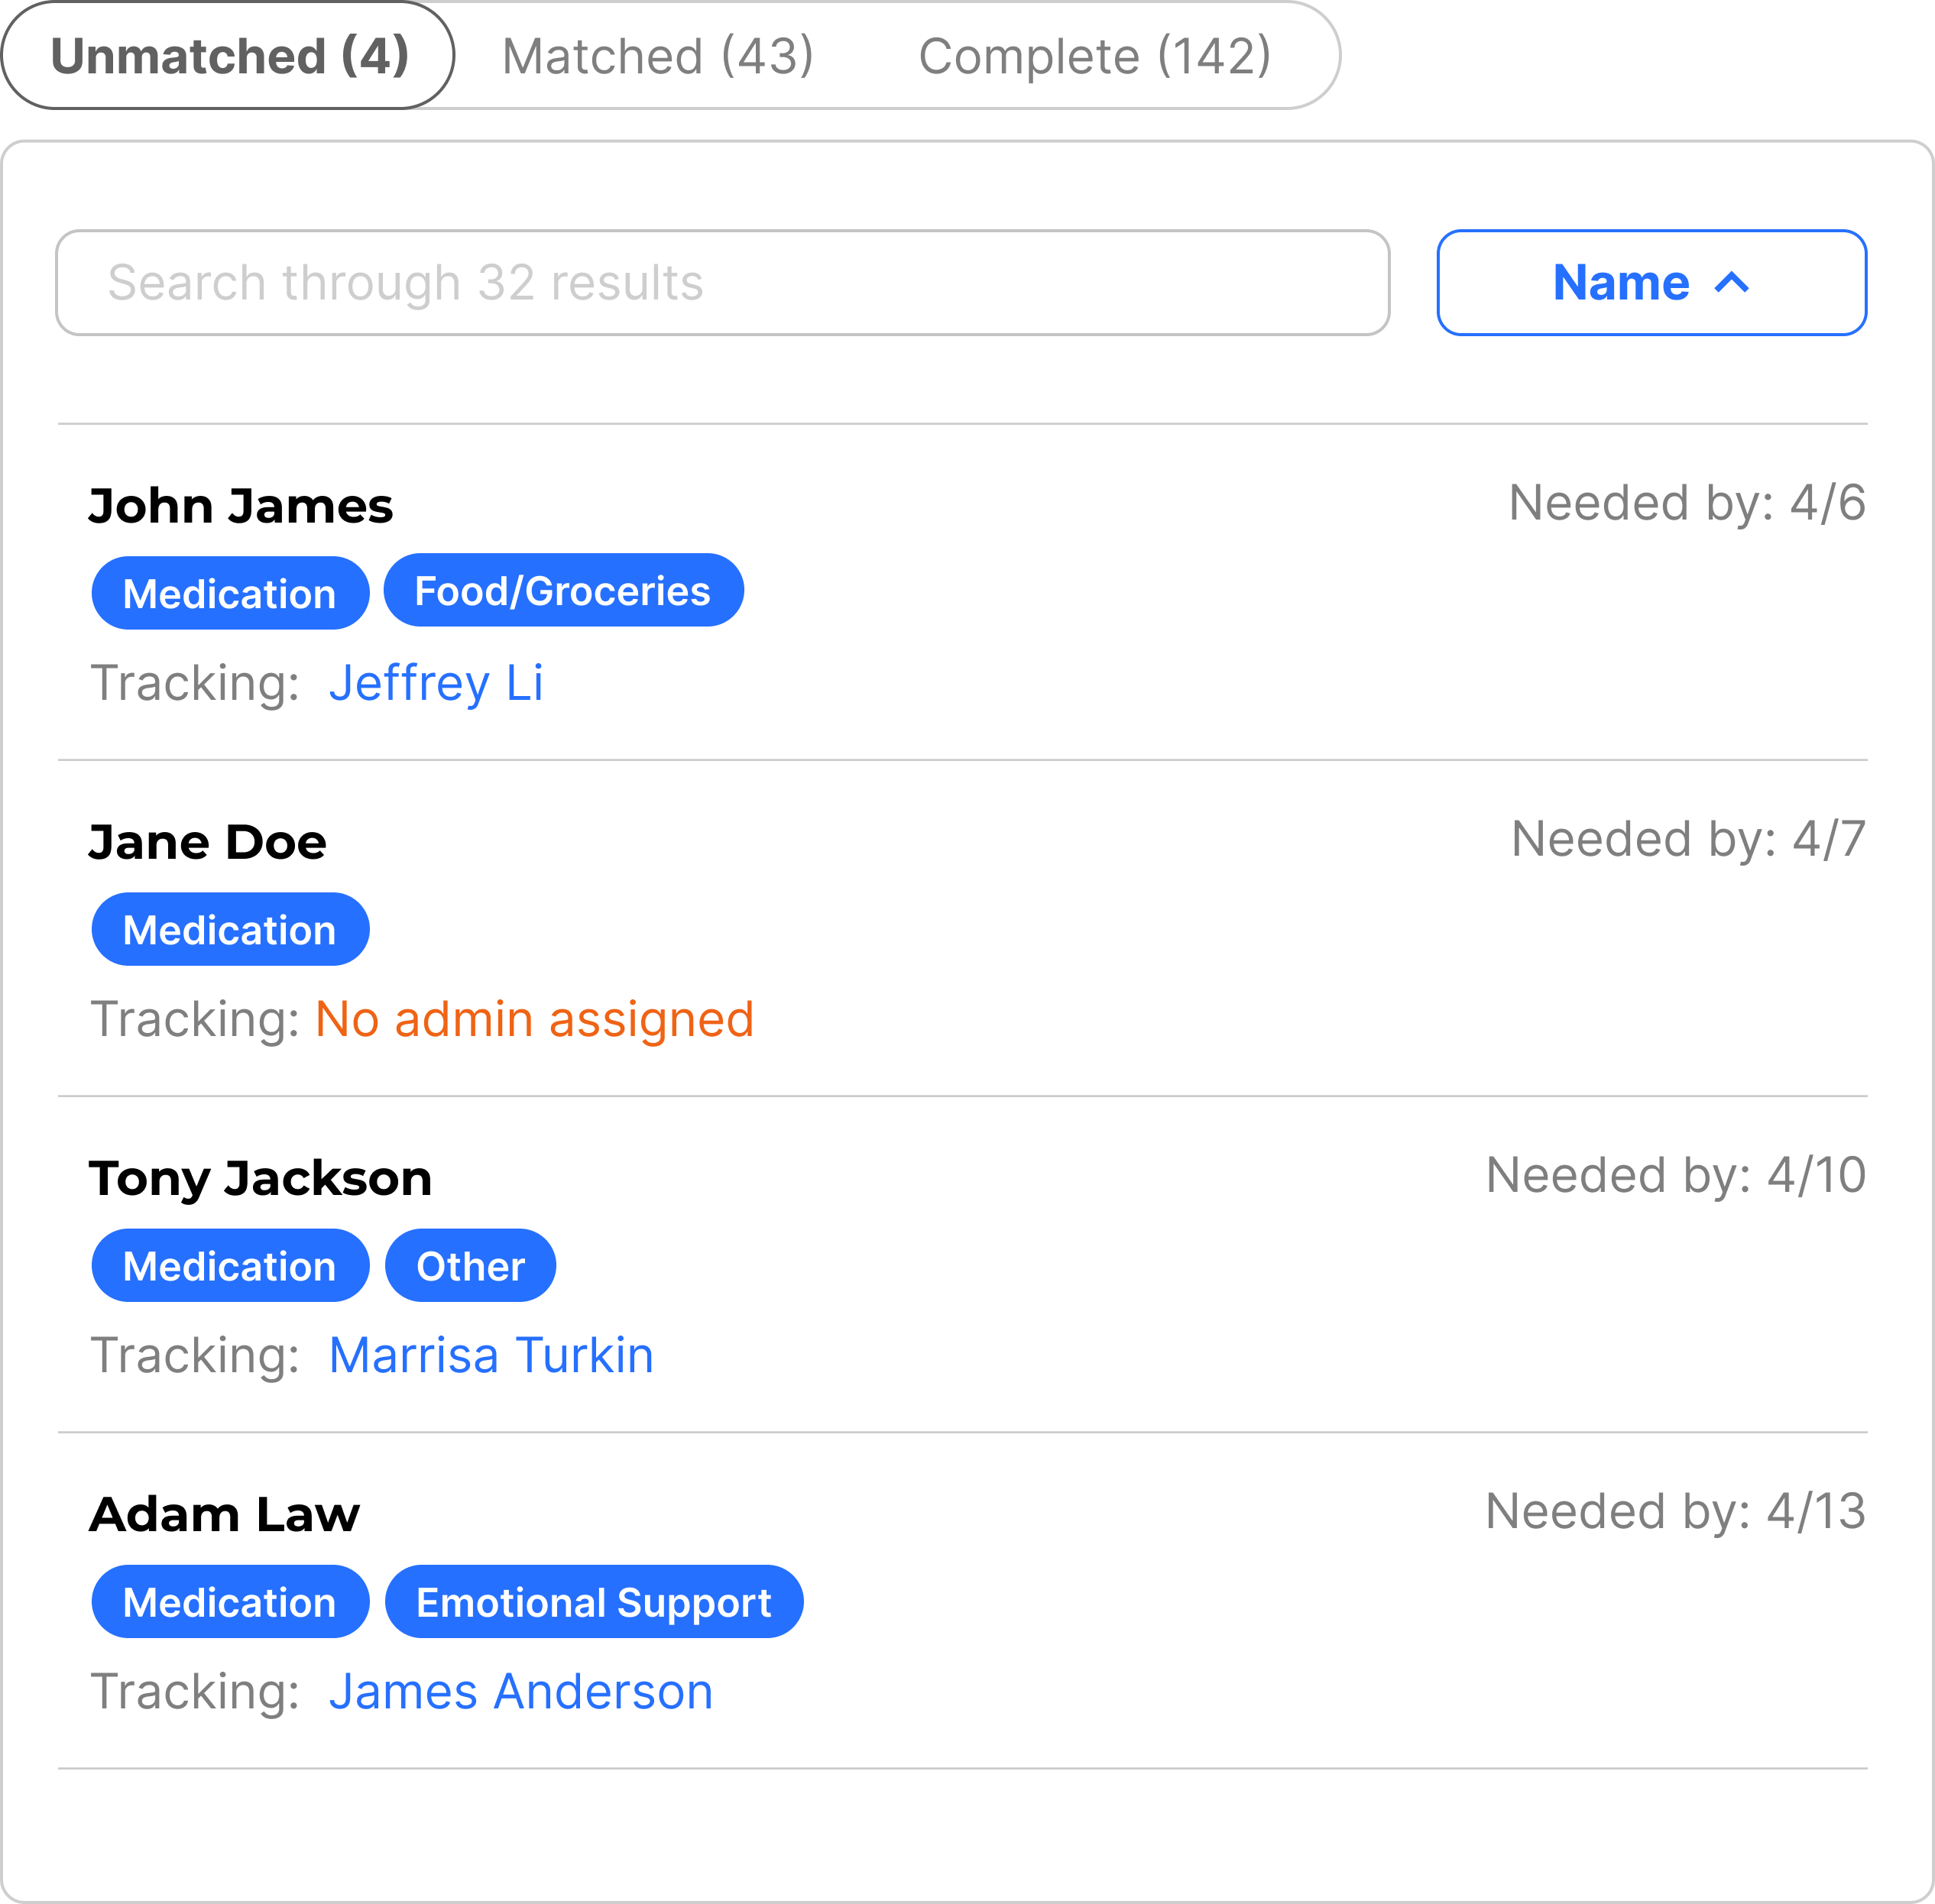 Unmatched (4) Matched (43) Complete (142)
Search through 32 results Name
John James Needed by: 4/6
Medication Food/Groceries
Tracking: Jeffrey Li
Jane Doe Needed by: 4/7
Medication
Tracking: No admin assigned
Tony Jackson Needed by: 4/10
Medication Other
Tracking: Marrisa Turkin
Adam Law Needed by: 4/13
Medication Emotional Support
Tracking: James Anderson